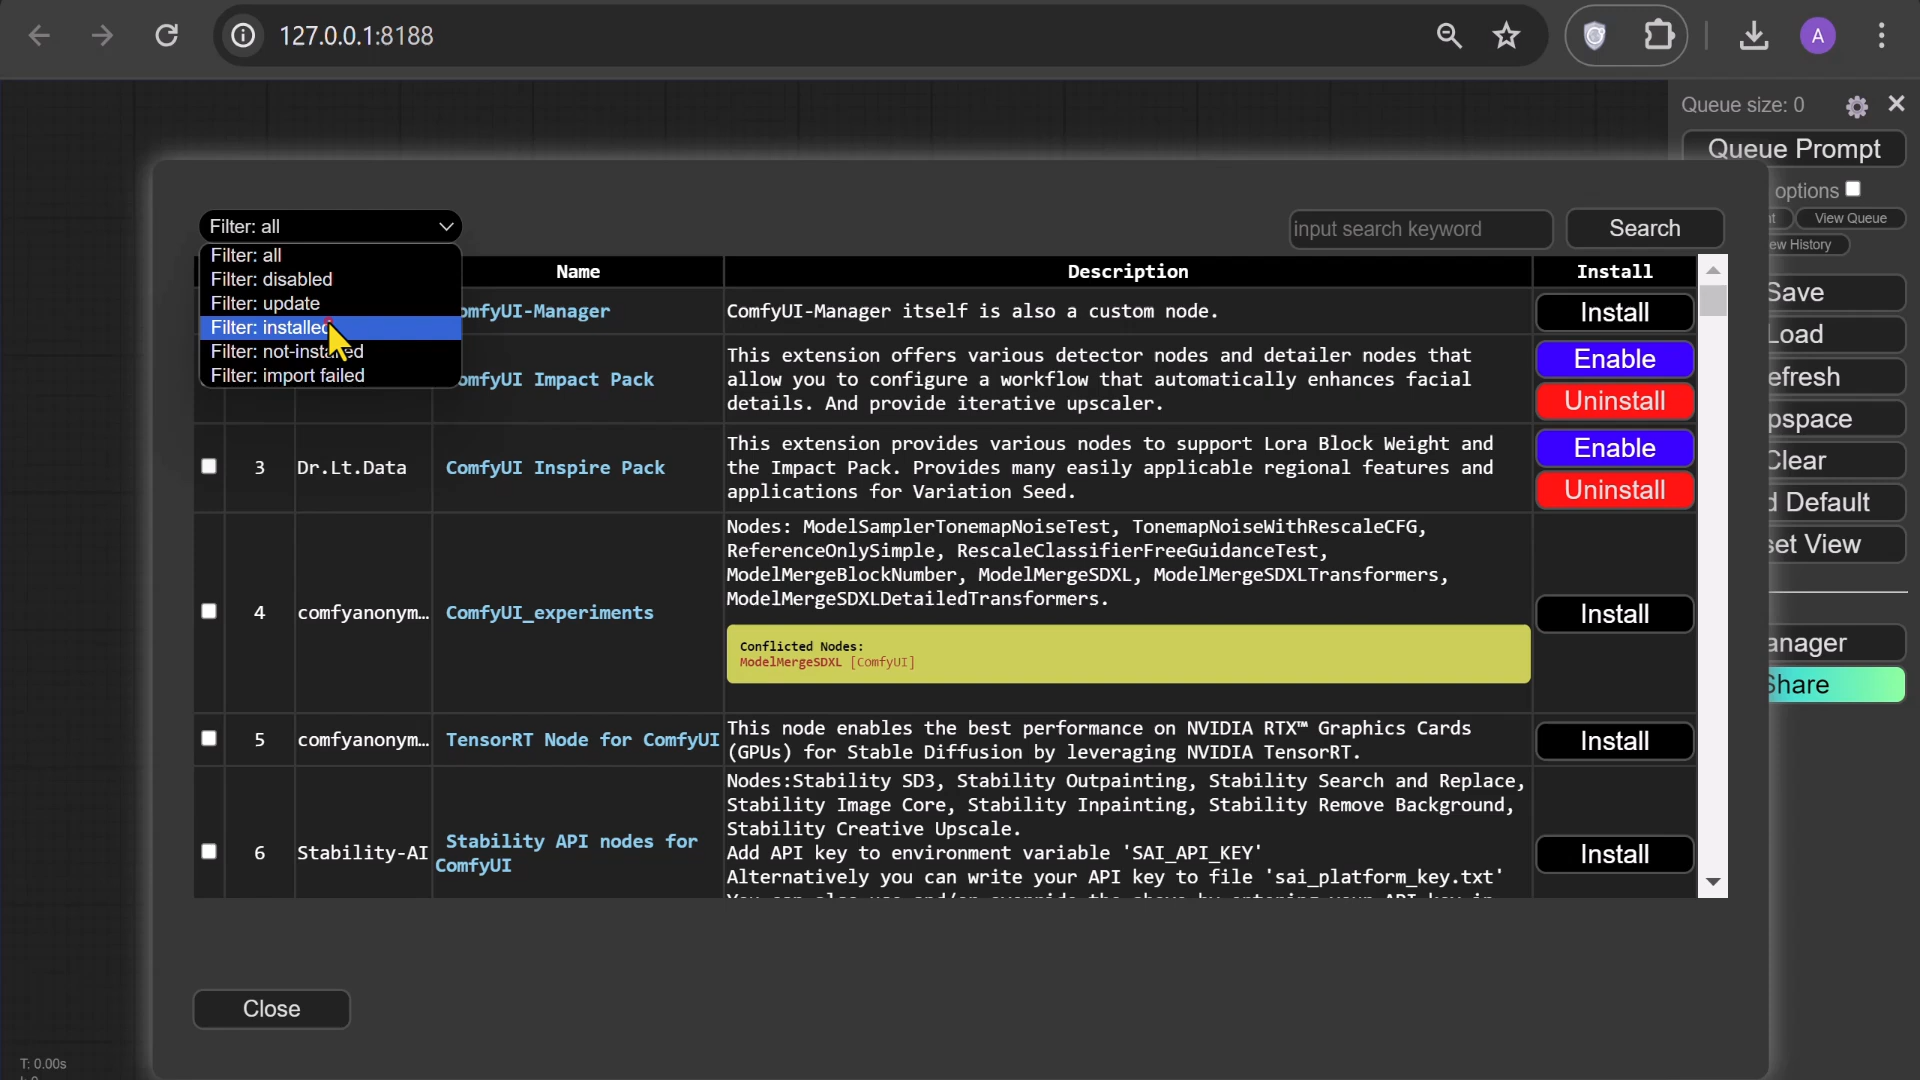 127.0.0.1:8188
A
Queue size: 0
Queue Prompt
options
View Queue
Save
Load
efresh
pspace
Clear
d Default
set View
anager
Share
Filter: all
input search keyword
Search
Filter: all
Filter: disabled
Filter: update
Filter: installed
Filter: not-installed
Filter: import failed
Name
Description
Install
omfyUI-Manager
ComfyUI-Manager itself is also a custom node.
Install
omfyUI Impact Pack
This extension offers various detector nodes and detailer nodes that
allow you to configure a workflow that automatically enhances facial
details. And provide iterative upscaler.
Enable
Uninstall
3
Dr.Lt.Data
ComfyUI Inspire Pack
This extension provides various nodes to support Lora Block Weight and
the Impact Pack. Provides many easily applicable regional features and
applications for Variation Seed.
Enable
Uninstall
4
comfyanonym…
ComfyUI_experiments
Nodes: ModelSamplerTonemapNoiseTest, TonemapNoiseWithRescaleCFG,
ReferenceOnlySimple, RescaleClassifierFreeGuidanceTest,
ModelMergeBlockNumber, ModelMergeSDXL, ModelMergeSDXLTransformers,
ModelMergeSDXLDetailedTransformers.
Conflicted Nodes:
ModelMergeSDXL [ComfyUI]
Install
5
comfyanonym…
TensorRT Node for ComfyUI
This node enables the best performance on NVIDIA RTX™ Graphics Cards
(GPUs) for Stable Diffusion by leveraging NVIDIA TensorRT.
Install
6
Stability-AI
Stability API nodes for
ComfyUI
Nodes:Stability SD3, Stability Outpainting, Stability Search and Replace,
Stability Image Core, Stability Inpainting, Stability Remove Background,
Stability Creative Upscale.
Add API key to environment variable 'SAI_API_KEY'
Alternatively you can write your API key to file 'sai_platform_key.txt'
Install
Close
T: 0.00s